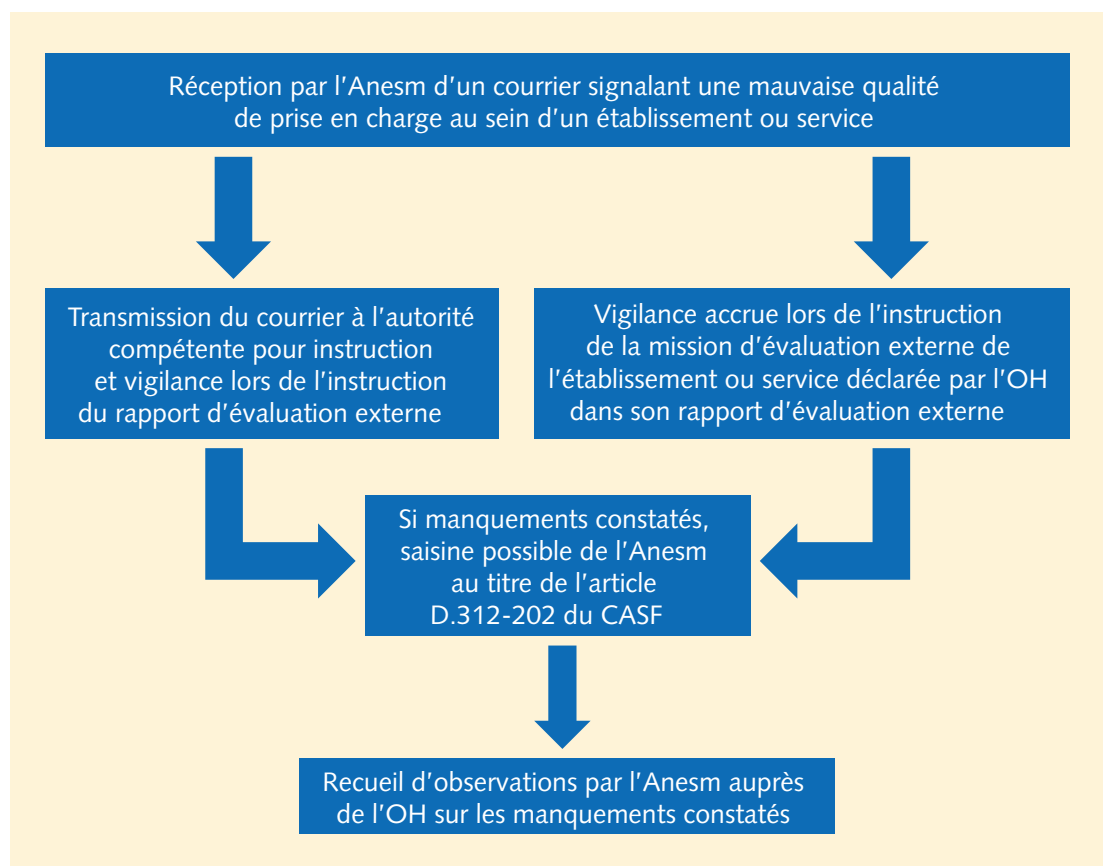 Réception par l’Anesm d’un courrier signalant une mauvaise qualité
de prise en charge au sein d’un établissement ou service
Transmission du courrier à l’autorité
compétente pour instruction
et vigilance lors de l’instruction
du rapport d’évaluation externe
Vigilance accrue lors de l’instruction
de la mission d’évaluation externe de
l’établissement ou service déclarée par l’OH
dans son rapport d’évaluation externe
Si manquements constatés,
saisine possible de l’Anesm
au titre de l’article
D.312-202 du CASF
Recueil d’observations par l’Anesm auprès
de l’OH sur les manquements constatés